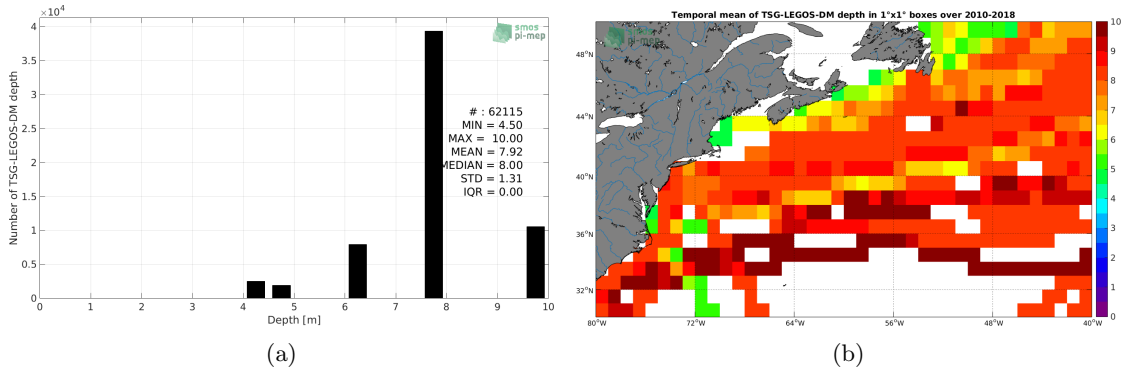 ×10⁴
4
3.5
3
2.5
2
1.5
1
0.5
0
Number of TSG-LEGOS-DM depth
smos
pi-mep
# : 62115
MIN = 4.50
MAX = 10.00
MEAN = 7.92
MEDIAN = 8.00
STD = 1.31
IQR = 0.00
0 1 2 3 4 5 6 7 8 9 10
Depth [m]
(a)
Temporal mean of TSG-LEGOS-DM depth in 1°x1° boxes over 2010-2018
smos
pi-mep
48°N
44°N
40°N
36°N
32°N
80°W 72°W 64°W 56°W 48°W 40°W
10
9
8
7
6
5
4
3
2
1
0
(b)